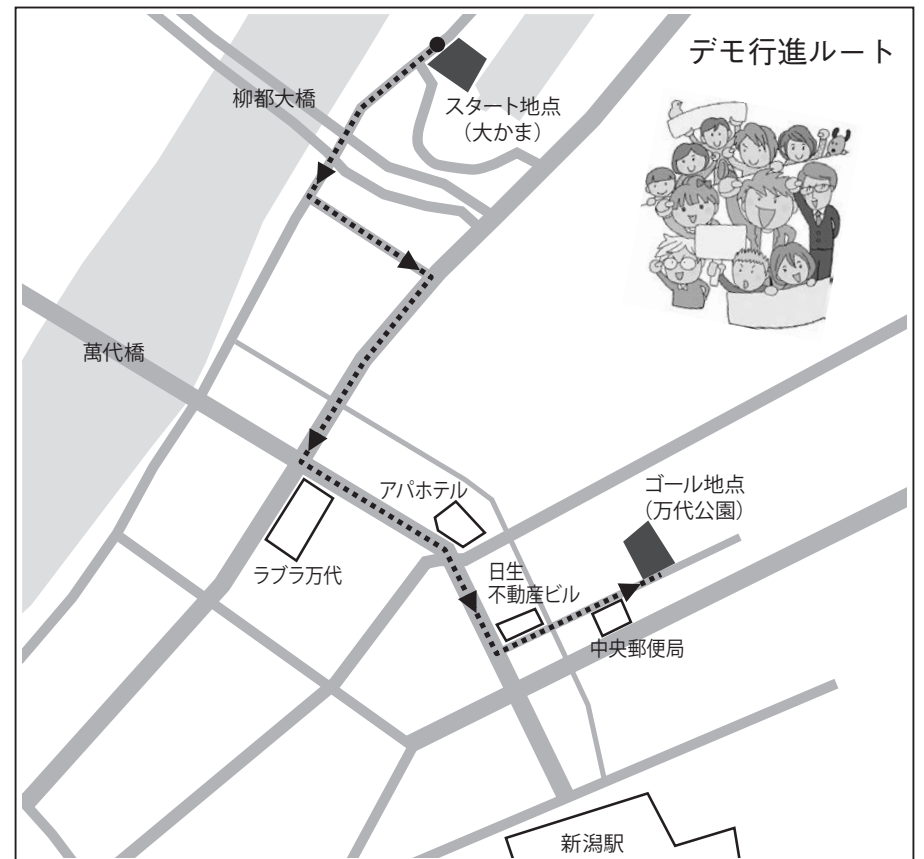 デモ行進ルート
柳都大橋
スタート地点
（大かま）
萬代橋
アパホテル
ゴール地点
（万代公園）
ラブラ万代
日生
不動産ビル
中央郵便局
新潟駅